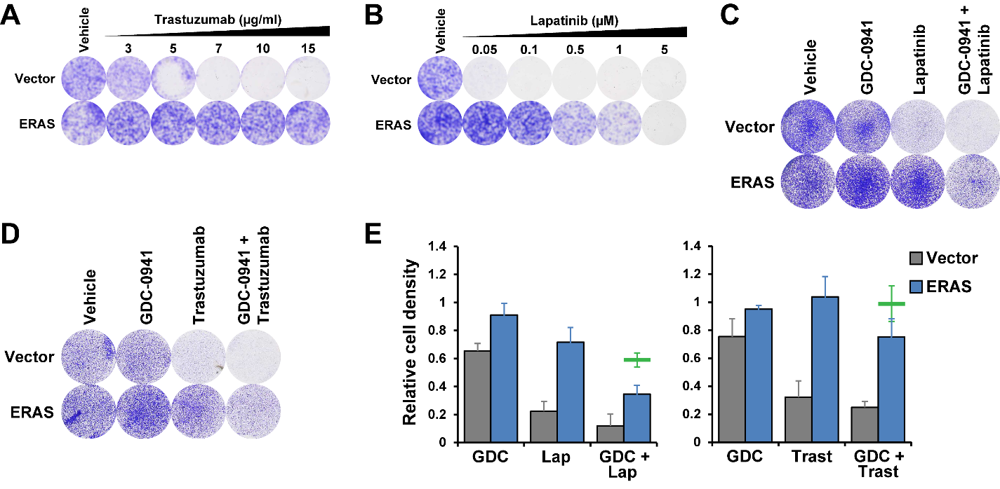 A
Trastuzumab (μg/ml)
Vehicle
3 5 7 10 15
Vector
ERAS
B
Lapatinib (μM)
Vehicle
0.05 0.1 0.5 1 5
Vector
ERAS
C
Vehicle
GDC-0941
Lapatinib
GDC-0941 +
Lapatinib
Vector
ERAS
D
Vehicle
GDC-0941
Trastuzumab
GDC-0941 +
Trastuzumab
Vector
ERAS
E
Relative cell density
1.4
1.2
1
0.8
0.6
0.4
0.2
0
GDC Lap GDC +
Lap
1.4
1.2
1
0.8
0.6
0.4
0.2
0
GDC Trast GDC +
Trast
Vector
ERAS